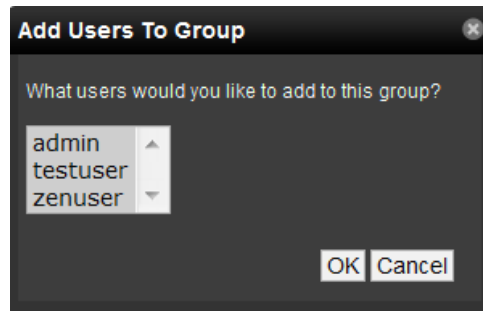 Add Users To Group
What users would you like to add to this group?
admin
testuser
zenuser
OK Cancel